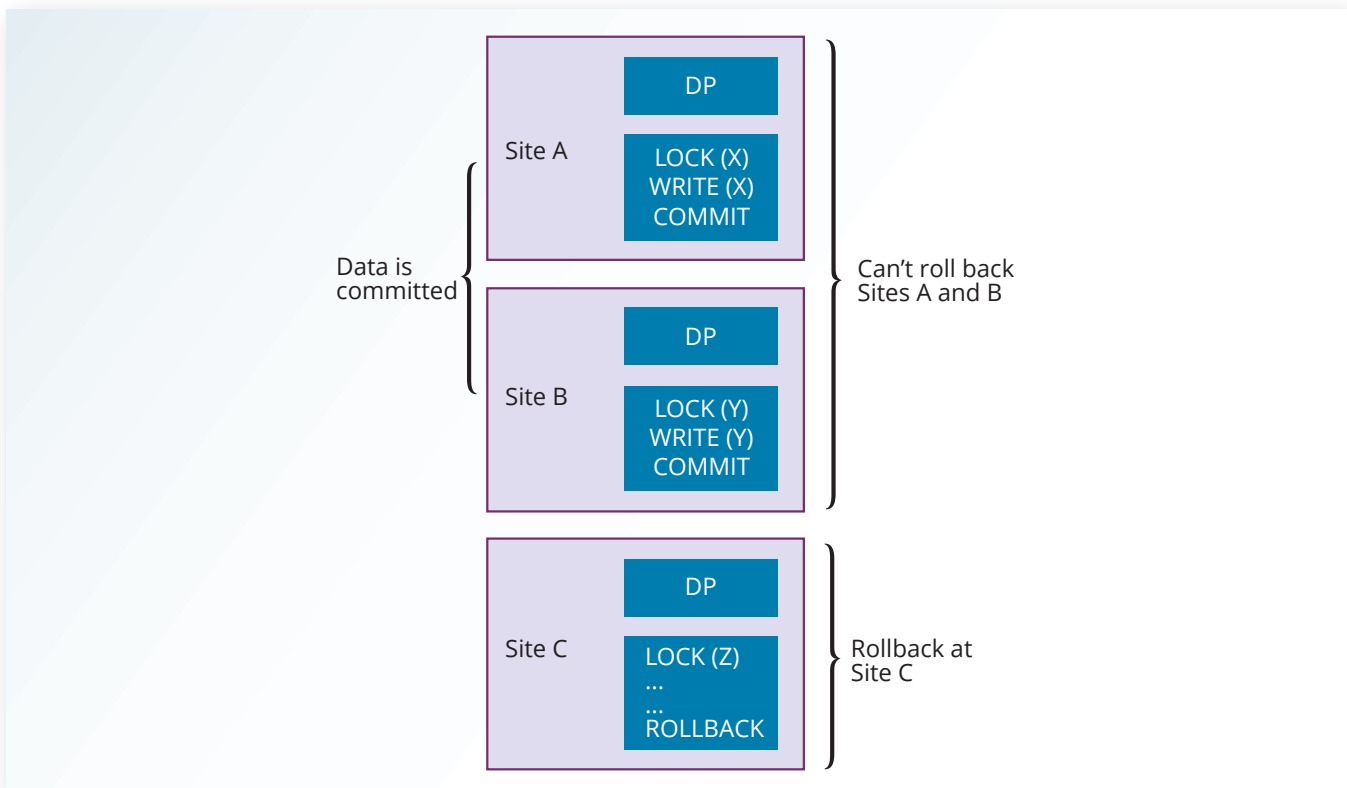 DP
Site A
LOCK (X)
WRITE (X)
COMMIT
Data is
committed
Can’t roll back
Sites A and B
DP
Site B
LOCK (Y)
WRITE (Y)
COMMIT
DP
Site C
LOCK (Z)
...
...
ROLLBACK
Rollback at
Site C